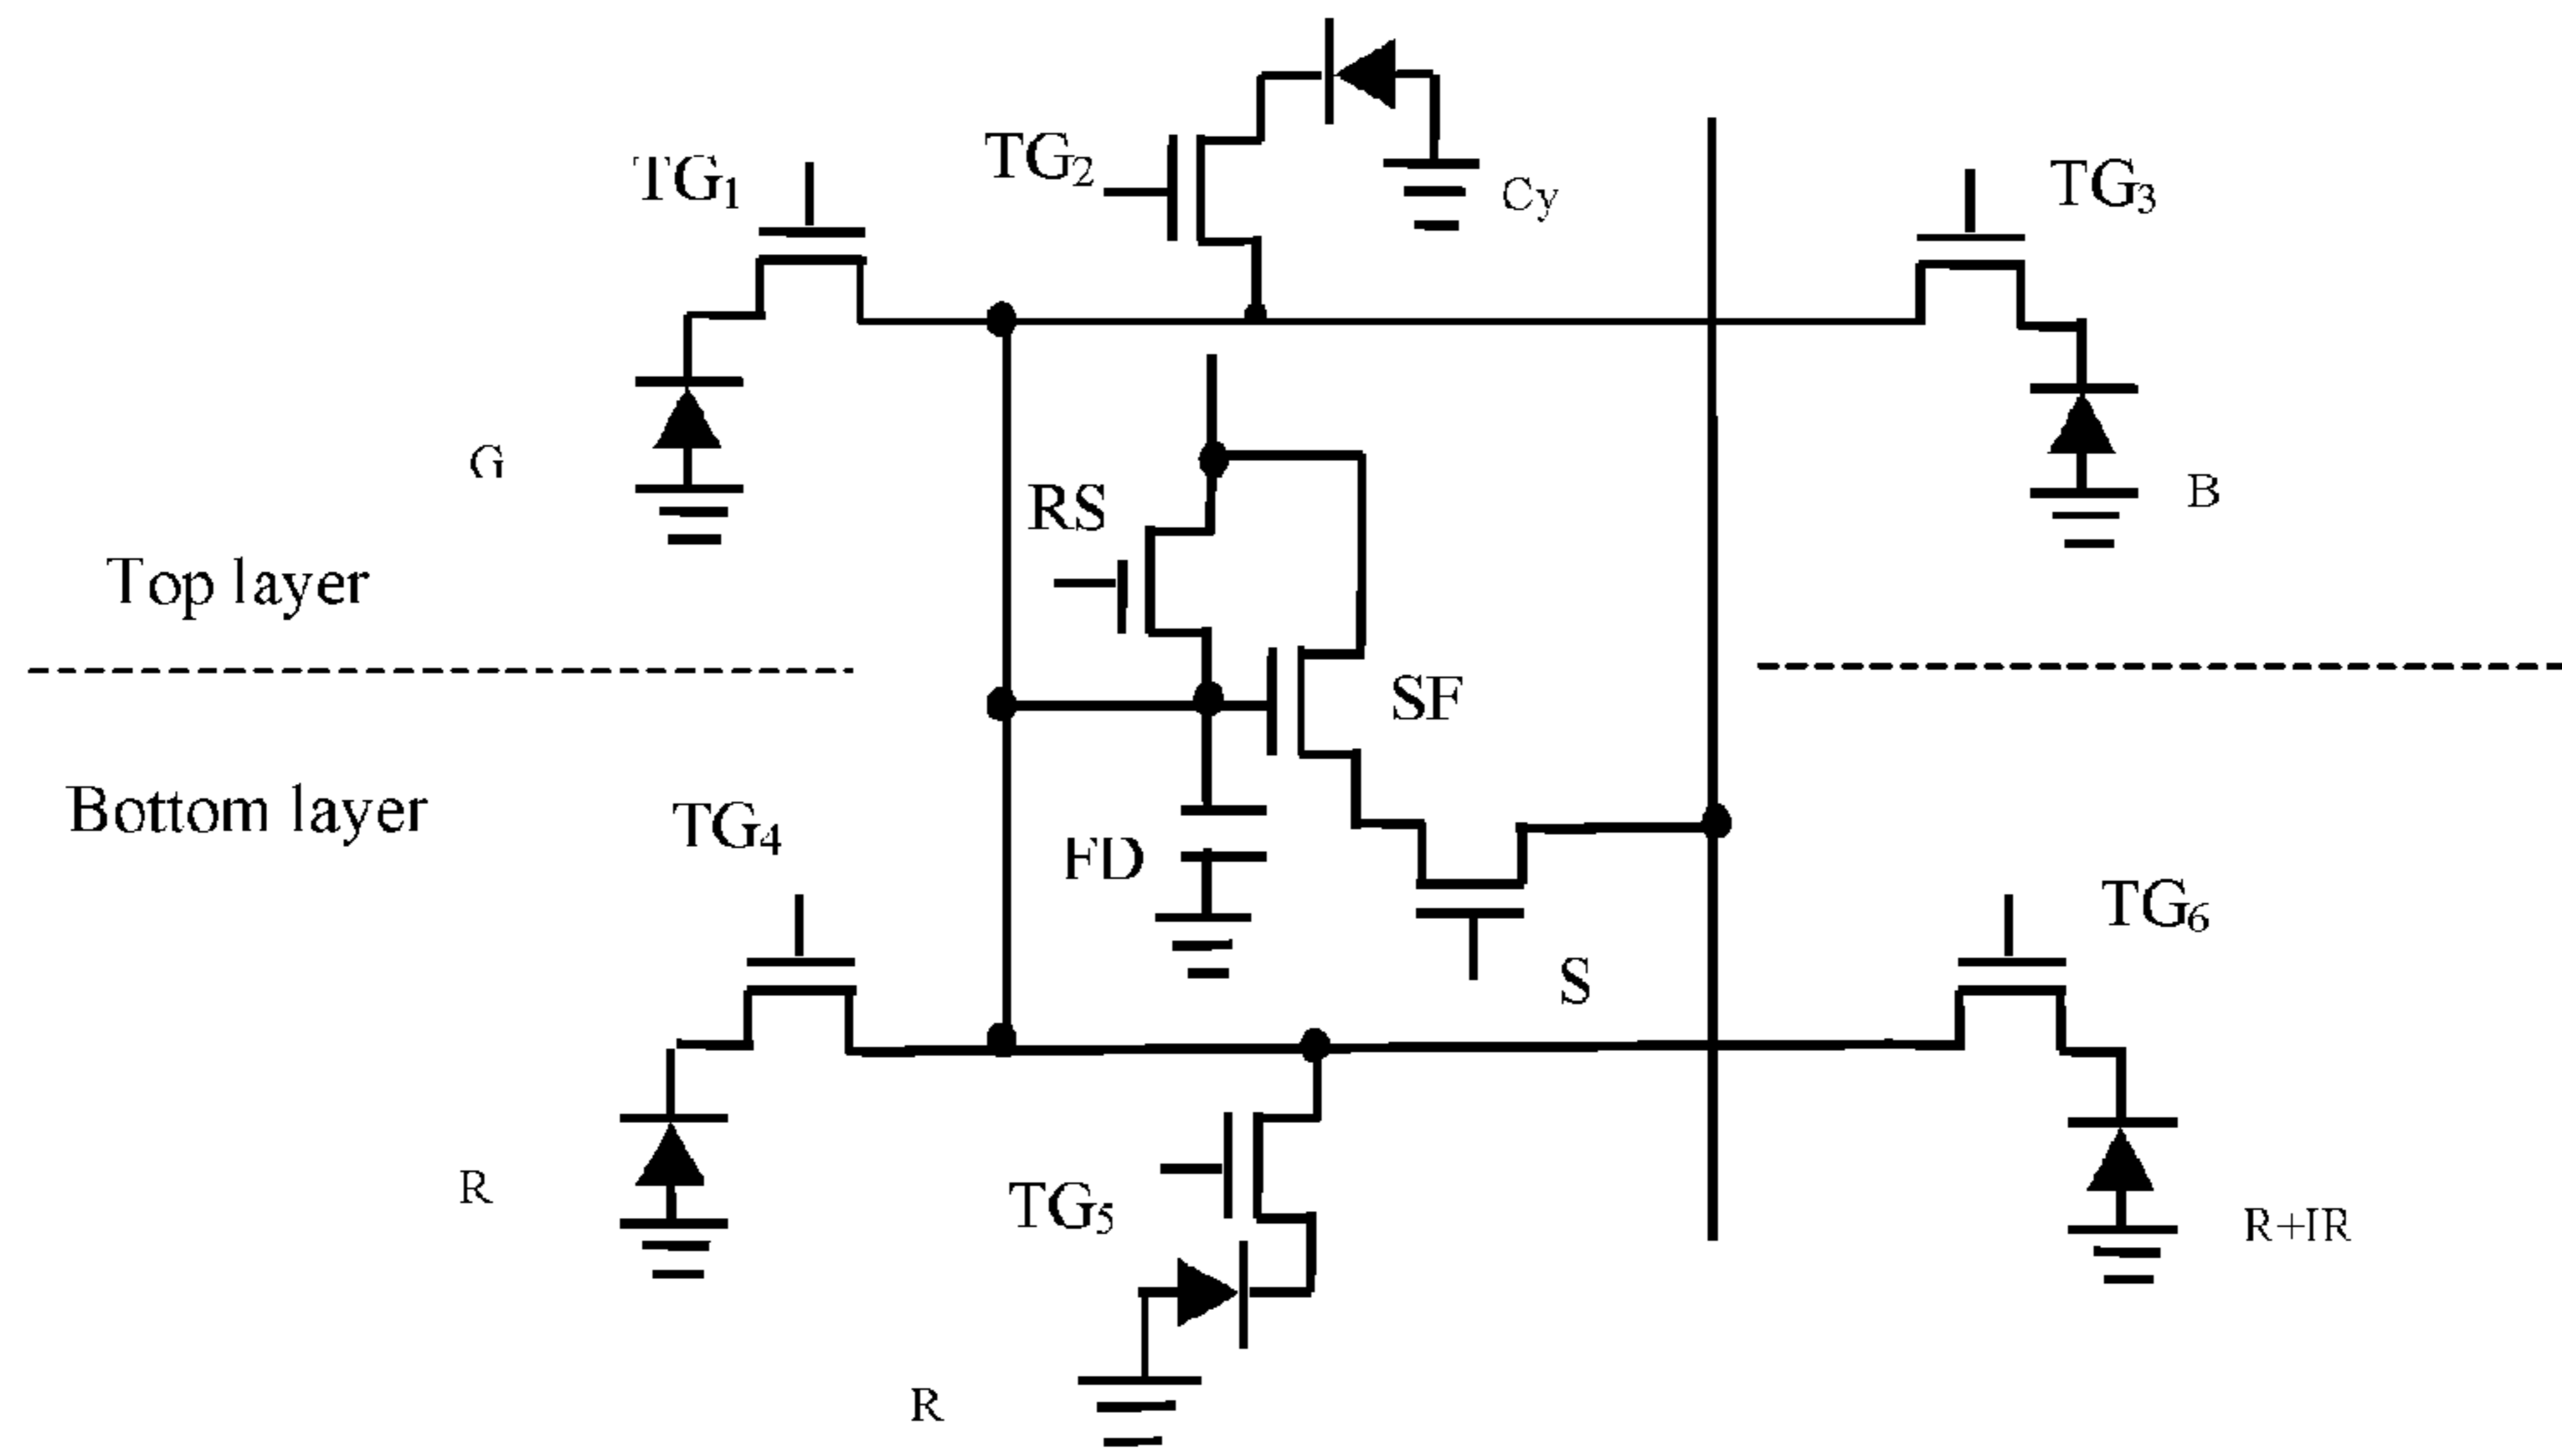 TG₂
TG₁
TG₃
Cy
G
B
RS
Top layer
SF
Bottom layer
TG₄
FD
TG₆
S
R
TG₅
R+IR
R